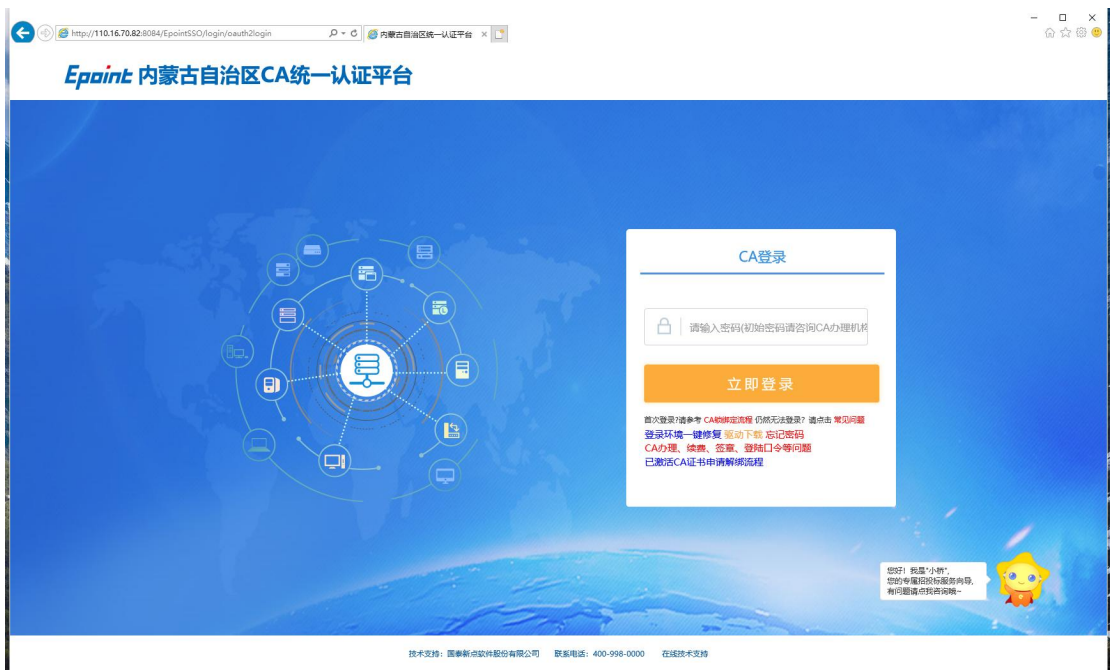 http://110.16.70.82:8084/EpointSSO/login/oauth2login
内蒙古自治区统一认证平台
Epoint 内蒙古自治区CA统一认证平台
CA登录
请输入密码(初始密码请咨询CA办理机构
立即登录
首次登录?请参考 CA锁绑定流程 仍然无法登录? 请点击 常见问题
登录环境一键修复 驱动下载 忘记密码
CA办理、续费、签章、登陆口令等问题
已激活CA证书申请解绑流程
您好! 我是"小桥",
您的专属招投标服务向导,
有问题请点我咨询哦~
技术支持: 国泰新点软件股份有限公司 联系电话: 400-998-0000 在线技术支持